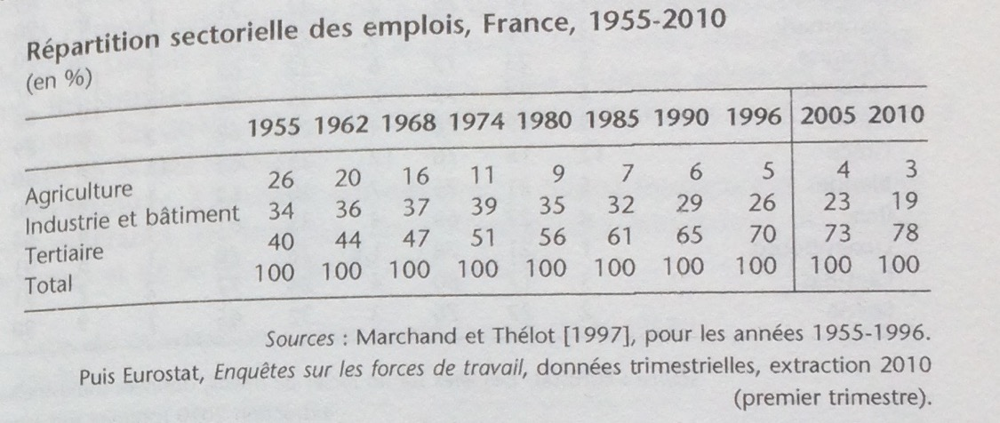 Répartition sectorielle des emplois, France, 1955-2010
(en %)
1955 1962 1968 1974 1980 1985 1990 1996 2005 2010
Agriculture 26 20 16 11 9 7 6 5 4 3
Industrie et bâtiment 34 36 37 39 35 32 29 26 23 19
Tertiaire 40 44 47 51 56 61 65 70 73 78
Total 100 100 100 100 100 100 100 100 100 100
Sources : Marchand et Thélot [1997], pour les années 1955-1996.
Puis Eurostat, Enquêtes sur les forces de travail, données trimestrielles, extraction 2010
(premier trimestre).